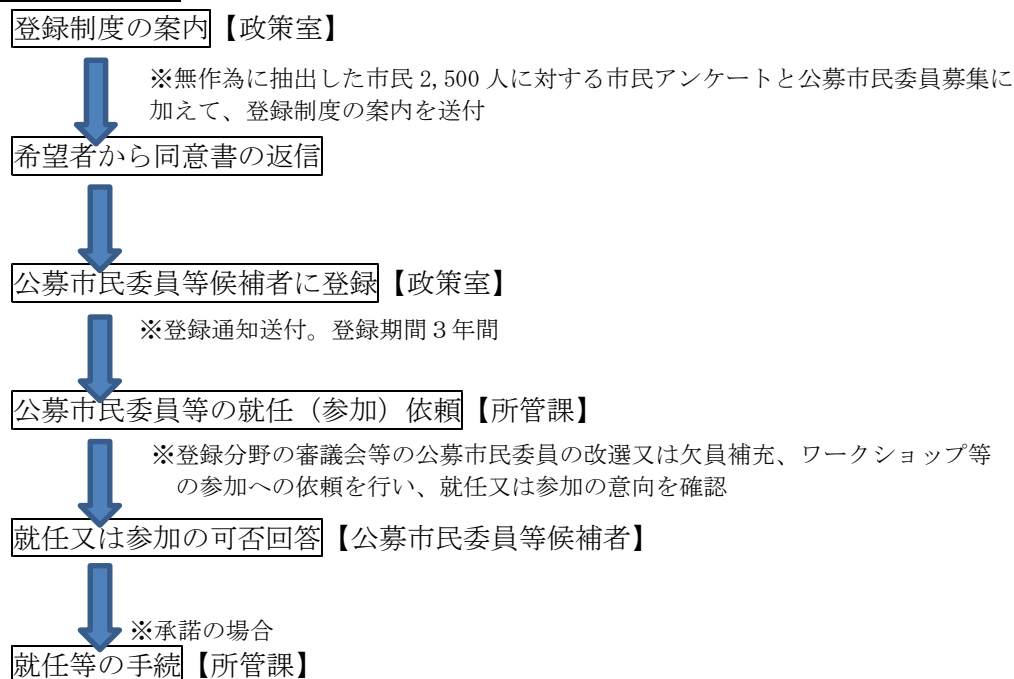 登録制度の案内【政策室】
※無作為に抽出した市民2,500人に対する市民アンケートと公募市民委員募集に
加えて、登録制度の案内を送付
希望者から同意書の返信
公募市民委員等候補者に登録【政策室】
※登録通知送付。登録期間３年間
公募市民委員等の就任（参加）依頼【所管課】
※登録分野の審議会等の公募市民委員の改選又は欠員補充、ワークショップ等
の参加への依頼を行い、就任又は参加の意向を確認
就任又は参加の可否回答【公募市民委員等候補者】
※承諾の場合
就任等の手続【所管課】